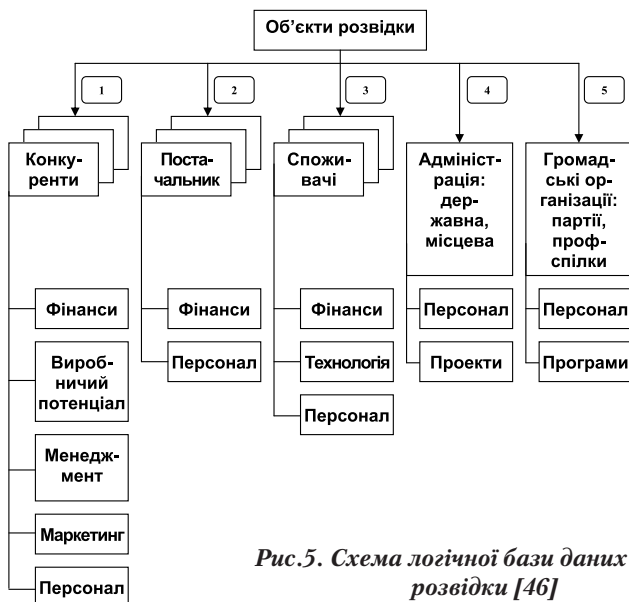 Об’єкти розвідки
1
2
3
4
5
Конку-
ренти
Поста-
чальник
Споживи-
вачі
Адмініст-
рація:
дер-
жавна,
місцева
Громад-
ські ор-
ганізації:
партії,
проф-
спілки
Фінанси
Вироб-
ничий
потенціал
Менедж-
мент
Маркетинг
Персонал
Фінанси
Персонал
Фінанси
Технологія
Персонал
Персонал
Проекти
Персонал
Програми
Рис.5. Схема логічної бази даних
розвідки [46]